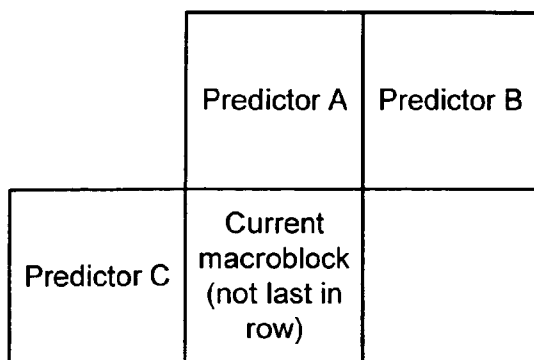 Predictor A
Predictor B
Predictor C
Current
macroblock
(not last in
row)